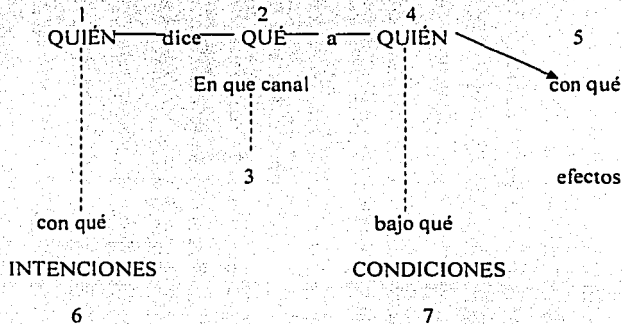 1 2 4
QUIÉN dice QUÉ a QUIÉN 5
En que canal con qué
3 efectos
con qué bajo qué
INTENCIONES CONDICIONES
6 7